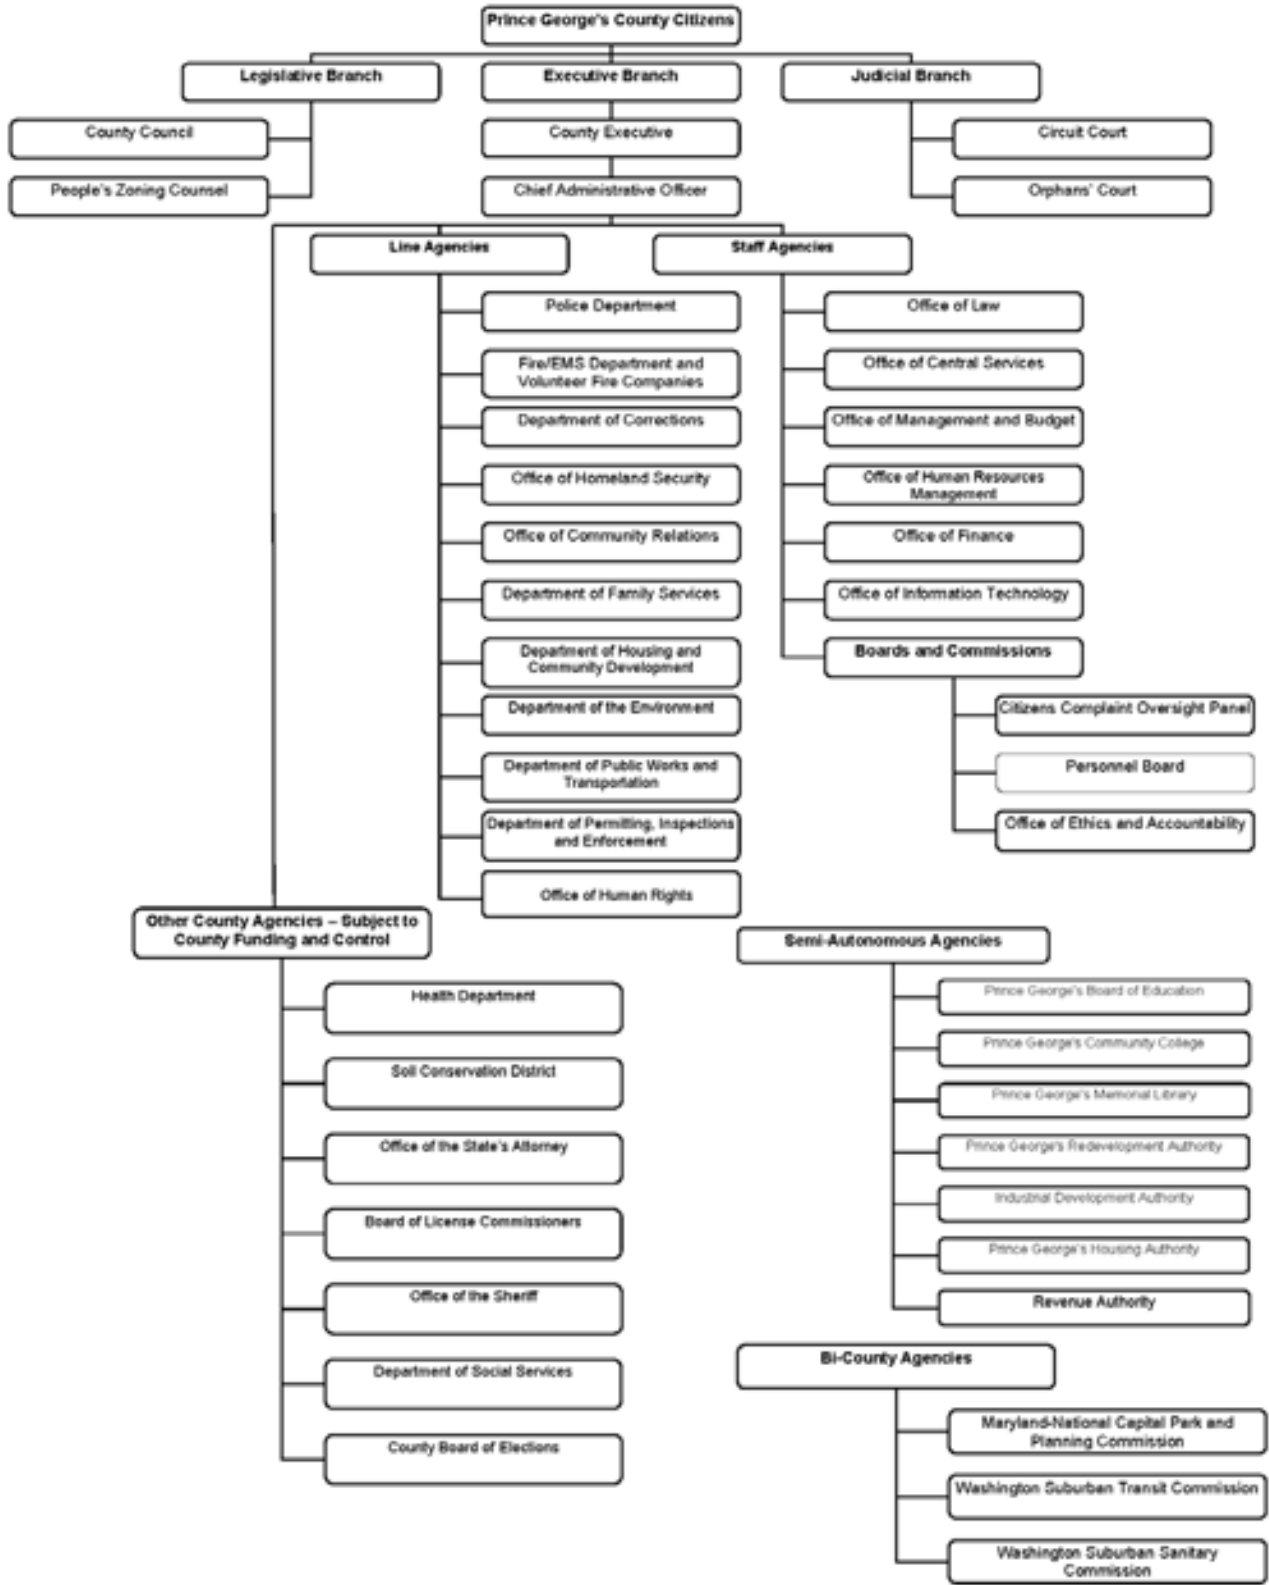 Prince George's County Citizens
Legislative Branch
Executive Branch
Judicial Branch
County Council
County Executive
Circuit Court
People's Zoning Counsel
Chief Administrative Officer
Orphans' Court
Line Agencies
Staff Agencies
Police Department
Fire/EMS Department and
Volunteer Fire Companies
Department of Corrections
Office of Homeland Security
Office of Community Relations
Department of Family Services
Department of Housing and
Community Development
Department of the Environment
Department of Public Works and
Transportation
Department of Permitting, Inspections
and Enforcement
Office of Human Rights
Office of Law
Office of Central Services
Office of Management and Budget
Office of Human Resources
Management
Office of Finance
Office of Information Technology
Boards and Commissions
Citizens Complaint Oversight Panel
Personnel Board
Office of Ethics and Accountability
Other County Agencies – Subject to
County Funding and Control
Health Department
Soil Conservation District
Office of the State's Attorney
Board of License Commissioners
Office of the Sheriff
Department of Social Services
County Board of Elections
Semi-Autonomous Agencies
Prince George's Board of Education
Prince George's Community College
Prince George's Memorial Library
Prince George's Redevelopment Authority
Industrial Development Authority
Prince George's Housing Authority
Revenue Authority
Bi-County Agencies
Maryland-National Capital Park and
Planning Commission
Washington Suburban Transit Commission
Washington Suburban Sanitary
Commission